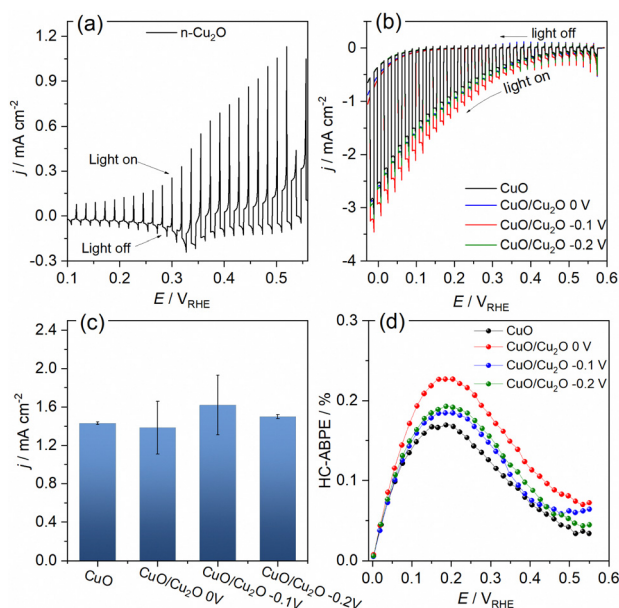 (a)
n-Cu₂O
Light on
Light off
j / mA cm⁻²
1.2
0.9
0.6
0.3
0.0
-0.3
0.1 0.2 0.3 0.4 0.5
E / V_RHE
(b)
light off
light on
CuO
CuO/Cu₂O 0 V
CuO/Cu₂O -0.1 V
CuO/Cu₂O -0.2 V
j / mA cm⁻²
0
-1
-2
-3
-4
0.0 0.1 0.2 0.3 0.4 0.5 0.6
E / V_RHE
(c)
j / mA cm⁻²
2.4
2.0
1.6
1.2
0.8
0.4
0.0
CuO
CuO/Cu₂O 0V
CuO/Cu₂O -0.1V
CuO/Cu₂O -0.2V
(d)
CuO
CuO/Cu₂O 0 V
CuO/Cu₂O -0.1 V
CuO/Cu₂O -0.2 V
HC-ABPE / %
0.3
0.2
0.1
0.0
0.0 0.1 0.2 0.3 0.4 0.5 0.6
E / V_RHE